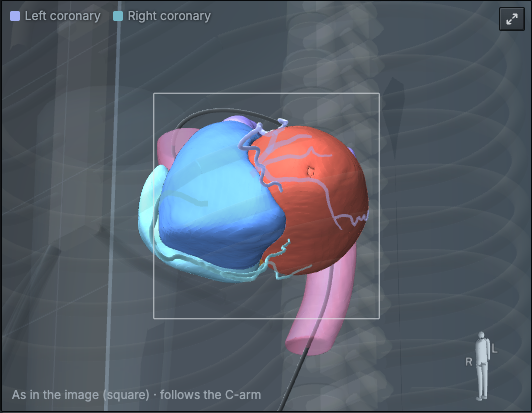 Left coronary Right coronary
L
R
As in the image (square) · follows the C-arm